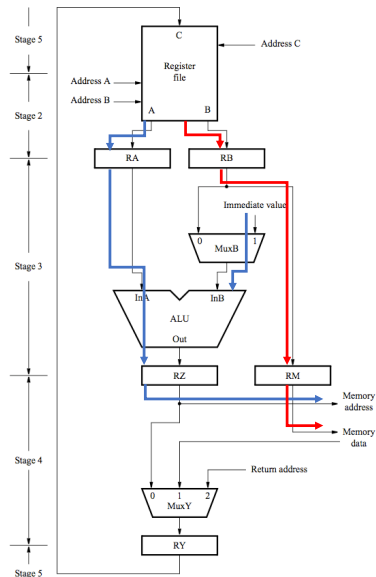 Stage 5
C
Address C
Register
file
Address A
Address B
Stage 2
A
B
RA
RB
Immediate value
0
1
MuxB
Stage 3
InA
InB
ALU
Out
RZ
RM
Memory
address
Memory
data
Stage 4
Return address
0
1
2
MuxY
RY
Stage 5